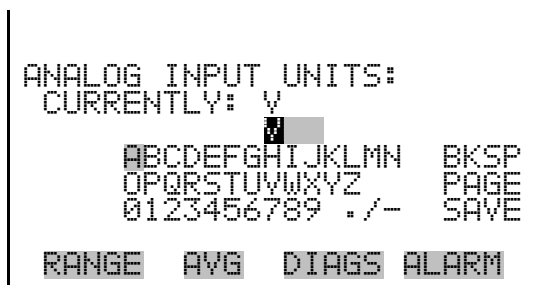 ANALOG INPUT UNITS:
CURRENTLY: V
V
ABCDEFGHIJKLMN BKSP
OPQRSTUVWXYZ PAGE
0123456789 ./- SAVE
RANGE AVG DIAGS ALARM